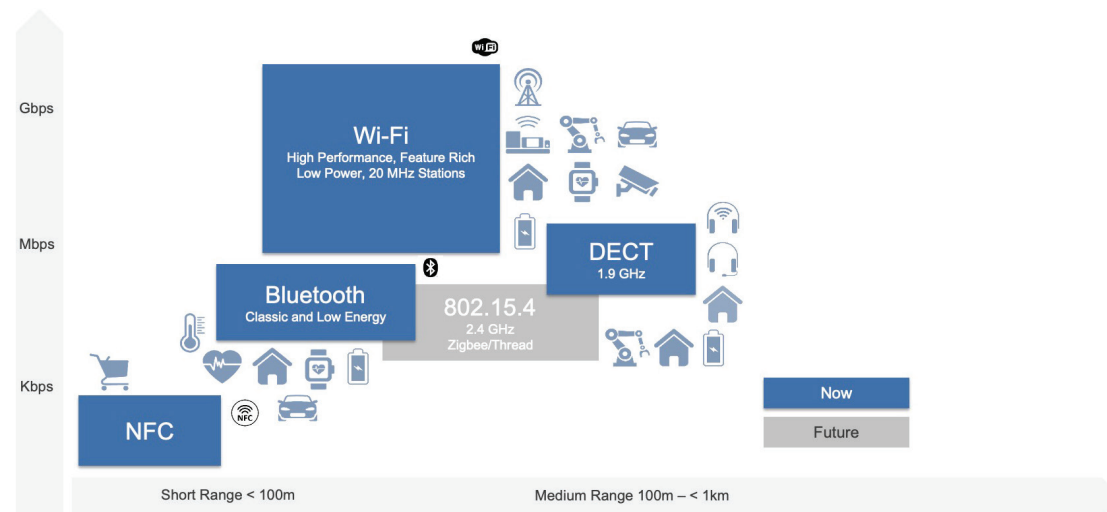 WiFi
Gbps
Wi-Fi
High Performance, Feature Rich
Low Power, 20 MHz Stations
Mbps
DECT
1.9 GHz
Bluetooth
Classic and Low Energy
802.15.4
2.4 GHz
Zigbee/Thread
Kbps
NFC
NFC
Now
Future
Short Range < 100m
Medium Range 100m – < 1km